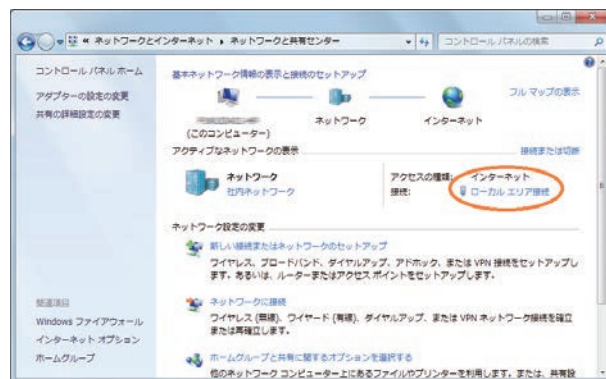 ネットワークとインターネット ▸ ネットワークと共有センター
コントロール パネルの検索
コントロール パネル ホーム
アダプターの設定の変更
共有の詳細設定の変更
基本ネットワーク情報の表示と接続のセットアップ
フル マップの表示
(このコンピューター)
ネットワーク
インターネット
アクティブなネットワークの表示
接続または切断
ネットワーク
社内ネットワーク
アクセスの種類: インターネット
接続: ローカル エリア接続
ネットワーク設定の変更
新しい接続またはネットワークのセットアップ
ワイヤレス、ブロードバンド、ダイヤルアップ、アドホック、または VPN 接続をセットアップし
ます。あるいは、ルーターまたはアクセス ポイントをセットアップします。
ネットワークに接続
ワイヤレス (無線)、ワイヤード (有線)、ダイヤルアップ、または VPN ネットワーク接続を確立
または再確立します。
ホームグループと共有に関するオプションを選択する
他のネットワーク コンピューター上にあるファイルやプリンターを利用します。または、共有設
関連項目
Windows ファイアウォール
インターネット オプション
ホームグループ